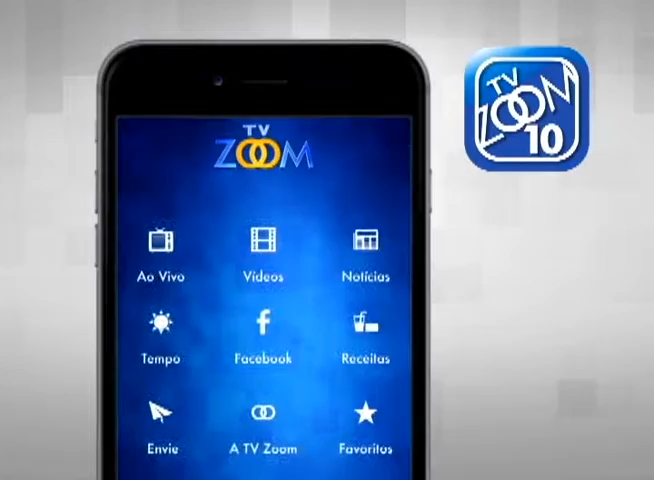 TV
ZOOM
TV
ZOOM
10
Ao Vivo
Vídeos
Notícias
Tempo
Facebook
Receitas
Envie
A TV Zoom
Favoritos